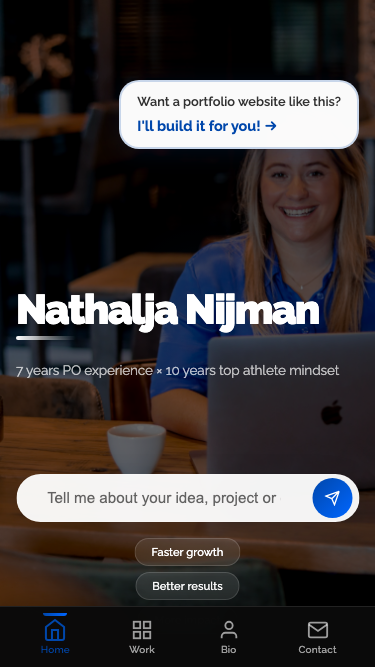 Want a portfolio website like this?
I'll build it for you! →
Nathalja Nijman
7 years PO experience × 10 years top athlete mindset
Tell me about your idea, project or
Faster growth
Better results
Home
Work
Bio
Contact